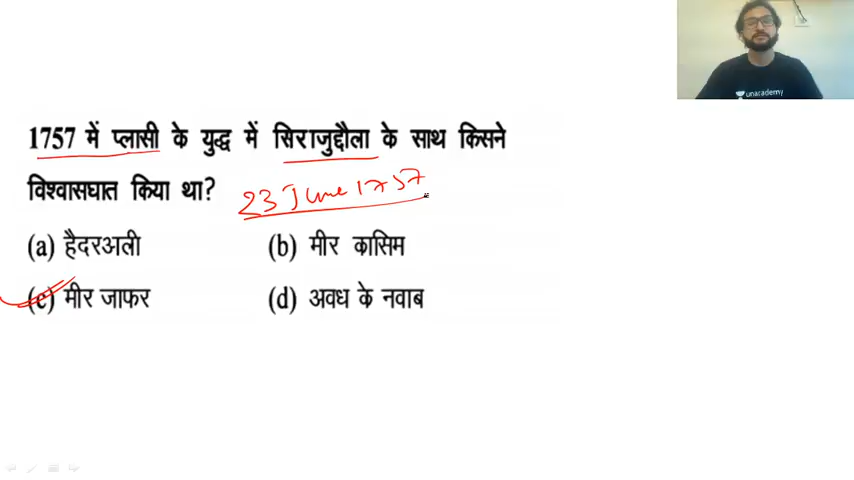 unacademy
1757 में प्लासी के युद्ध में सिराजुद्दौला के साथ किसने
विश्वासघात किया था? 23 June 1757
(a) हैदरअली (b) मीर कासिम
(c) मीर जाफर (d) अवध के नवाब